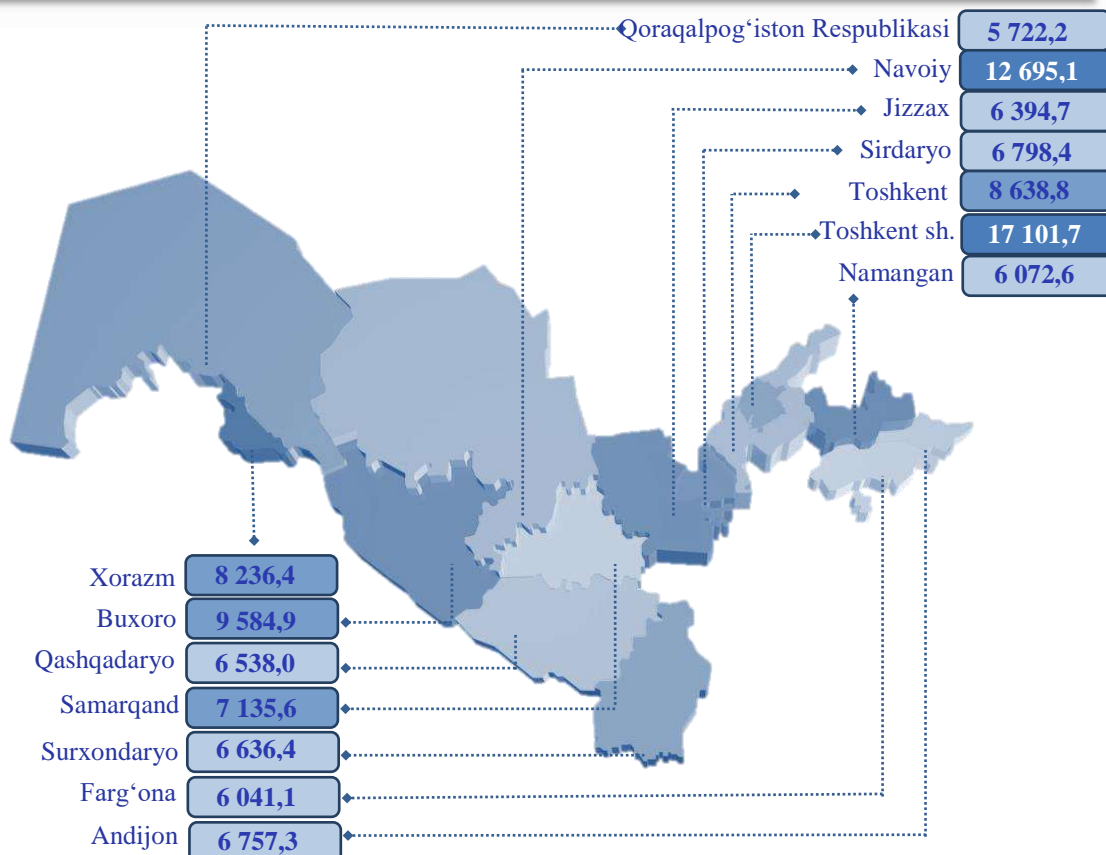 Qoraqalpog‘iston Respublikasi 5 722,2
Navoiy 12 695,1
Jizzax 6 394,7
Sirdaryo 6 798,4
Toshkent 8 638,8
Toshkent sh. 17 101,7
Namangan 6 072,6
Xorazm 8 236,4
Buxoro 9 584,9
Qashqadaryo 6 538,0
Samarqand 7 135,6
Surxondaryo 6 636,4
Farg‘ona 6 041,1
Andijon 6 757,3